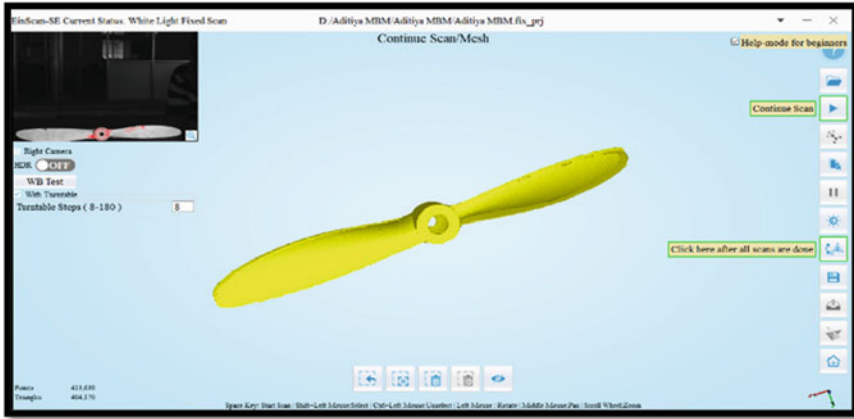 EinScan-SE Current Status: White Light Fixed Scan
D:/Aditiya MBM/Aditiya MBM/Aditiya MBM.fix_prj
Continue Scan/Mesh
Help-mode for beginners
Continue Scan
Right Camera
HDR OFF
WB Test
With Turntable
Turntable Steps ( 8-180 ) 8
Click here after all scans are done
Points
Triangles 404,170
Space Key: Start Scan | Shift+Left Mouse:Select | Ctrl+Left Mouse:Unselect | Left Mouse : Rotate | Middle Mouse:Pan | Scroll Wheel:Zoom